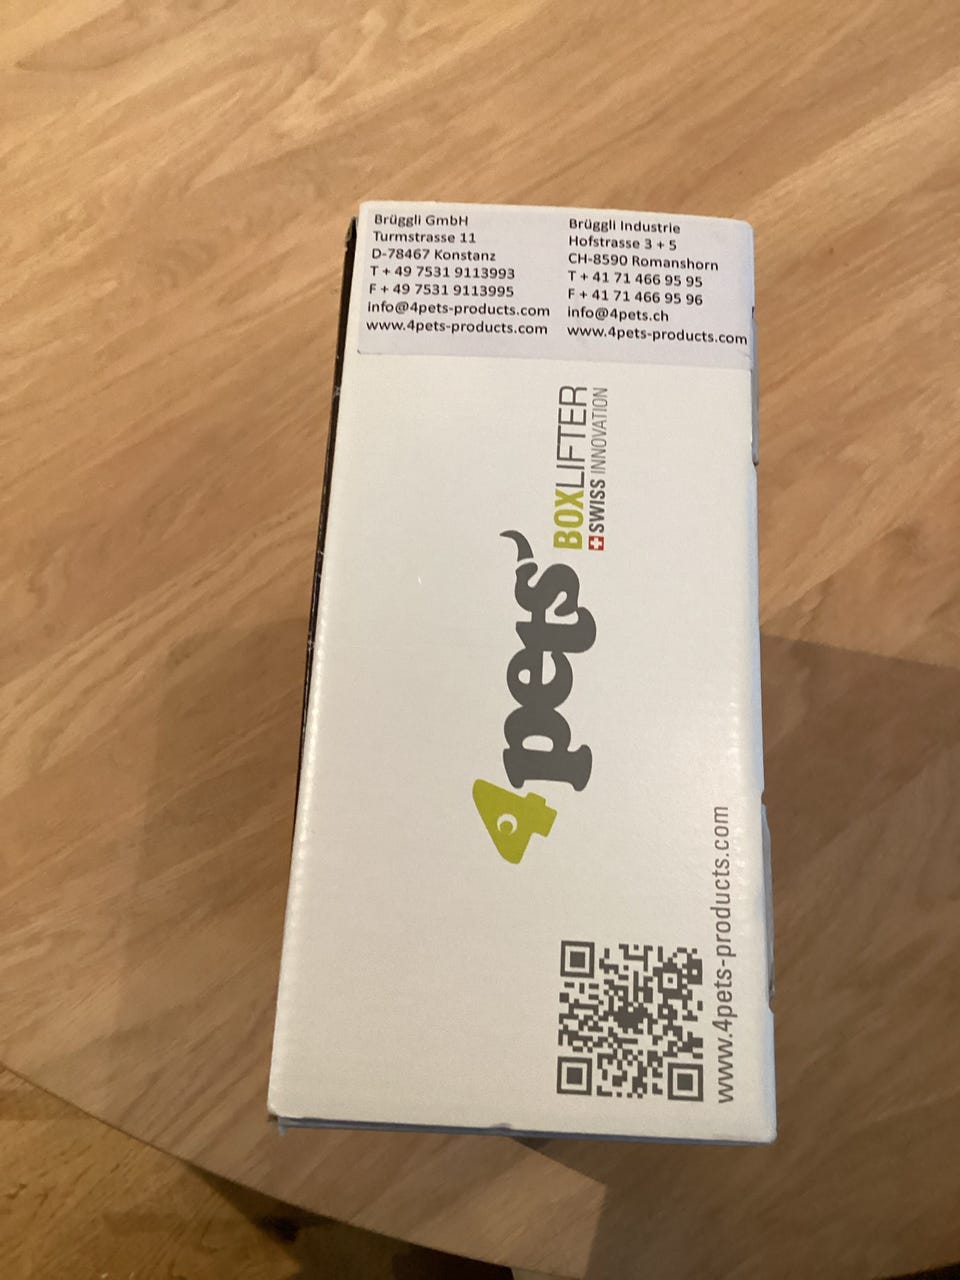 Brüggli GmbH
Turmstrasse 11
D-78467 Konstanz
T + 49 7531 9113993
F + 49 7531 9113995
info@4pets-products.com
www.4pets-products.com
Brüggli Industrie
Hofstrasse 3 + 5
CH-8590 Romanshorn
T + 41 71 466 95 95
F + 41 71 466 95 96
info@4pets.ch
www.4pets-products.com
4pets
BOXLIFTER
SWISS INNOVATION
www.4pets-products.com